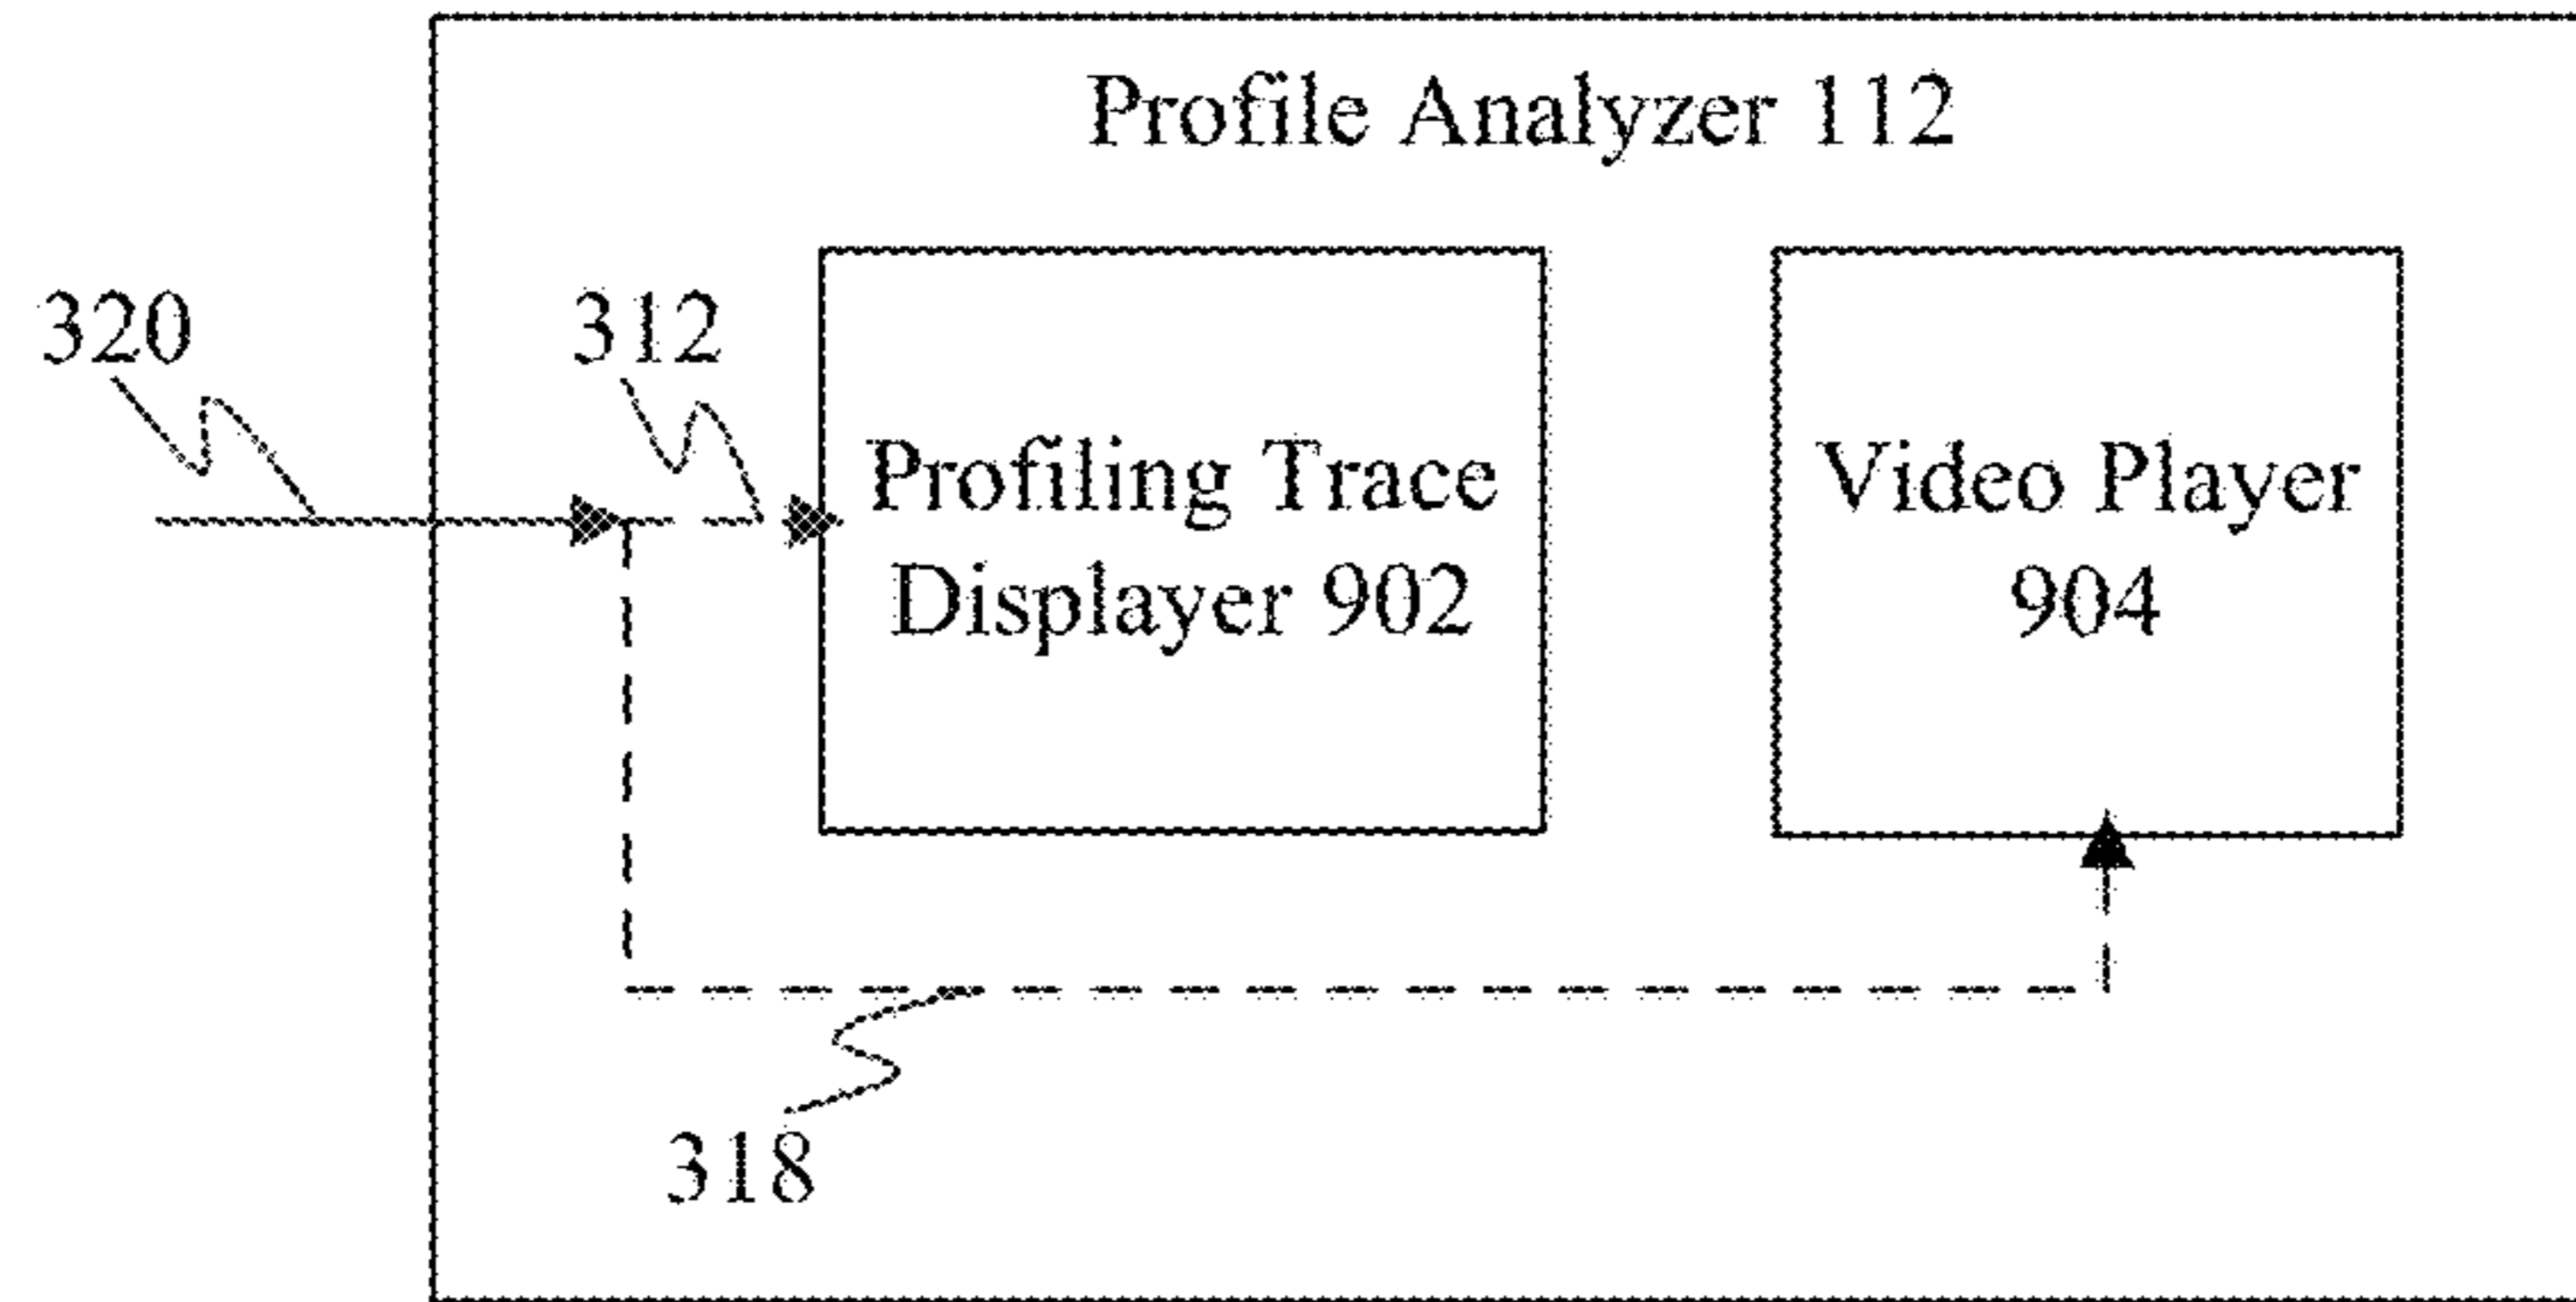 Profile Analyzer 112
320
312
Profiling Trace
Displayer 902
Video Player
904
318